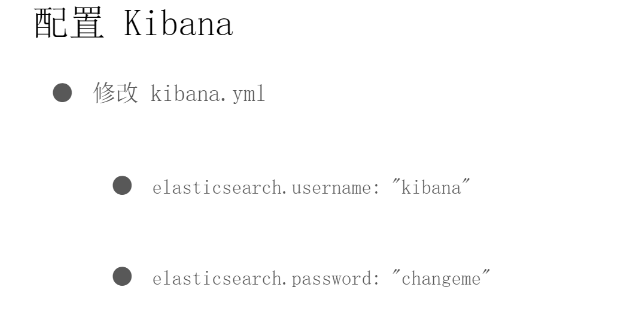 配置 Kibana
修改 kibana.yml
elasticsearch.username: "kibana"
elasticsearch.password: "changeme"